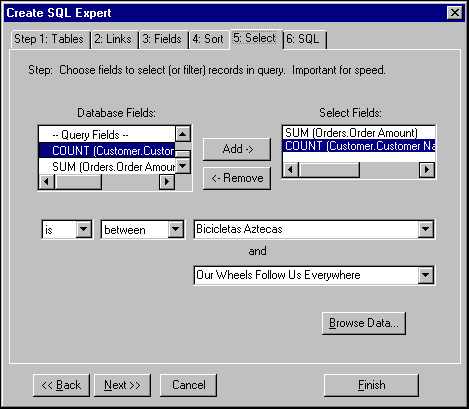 Create SQL Expert
Step 1: Tables 2: Links 3: Fields 4: Sort 5: Select 6: SQL
Step: Choose fields to select (or filter) records in query. Important for speed.
Database Fields: Select Fields:
-- Query Fields --
COUNT (Customer.Custor
SUM (Orders.Order Amour
Add ->
<- Remove
SUM (Orders.Order Amount)
COUNT (Customer.Customer Na
is between Bicicletas Aztecas
and
Our Wheels Follow Us Everywhere
Browse Data...
<< Back Next >> Cancel Finish